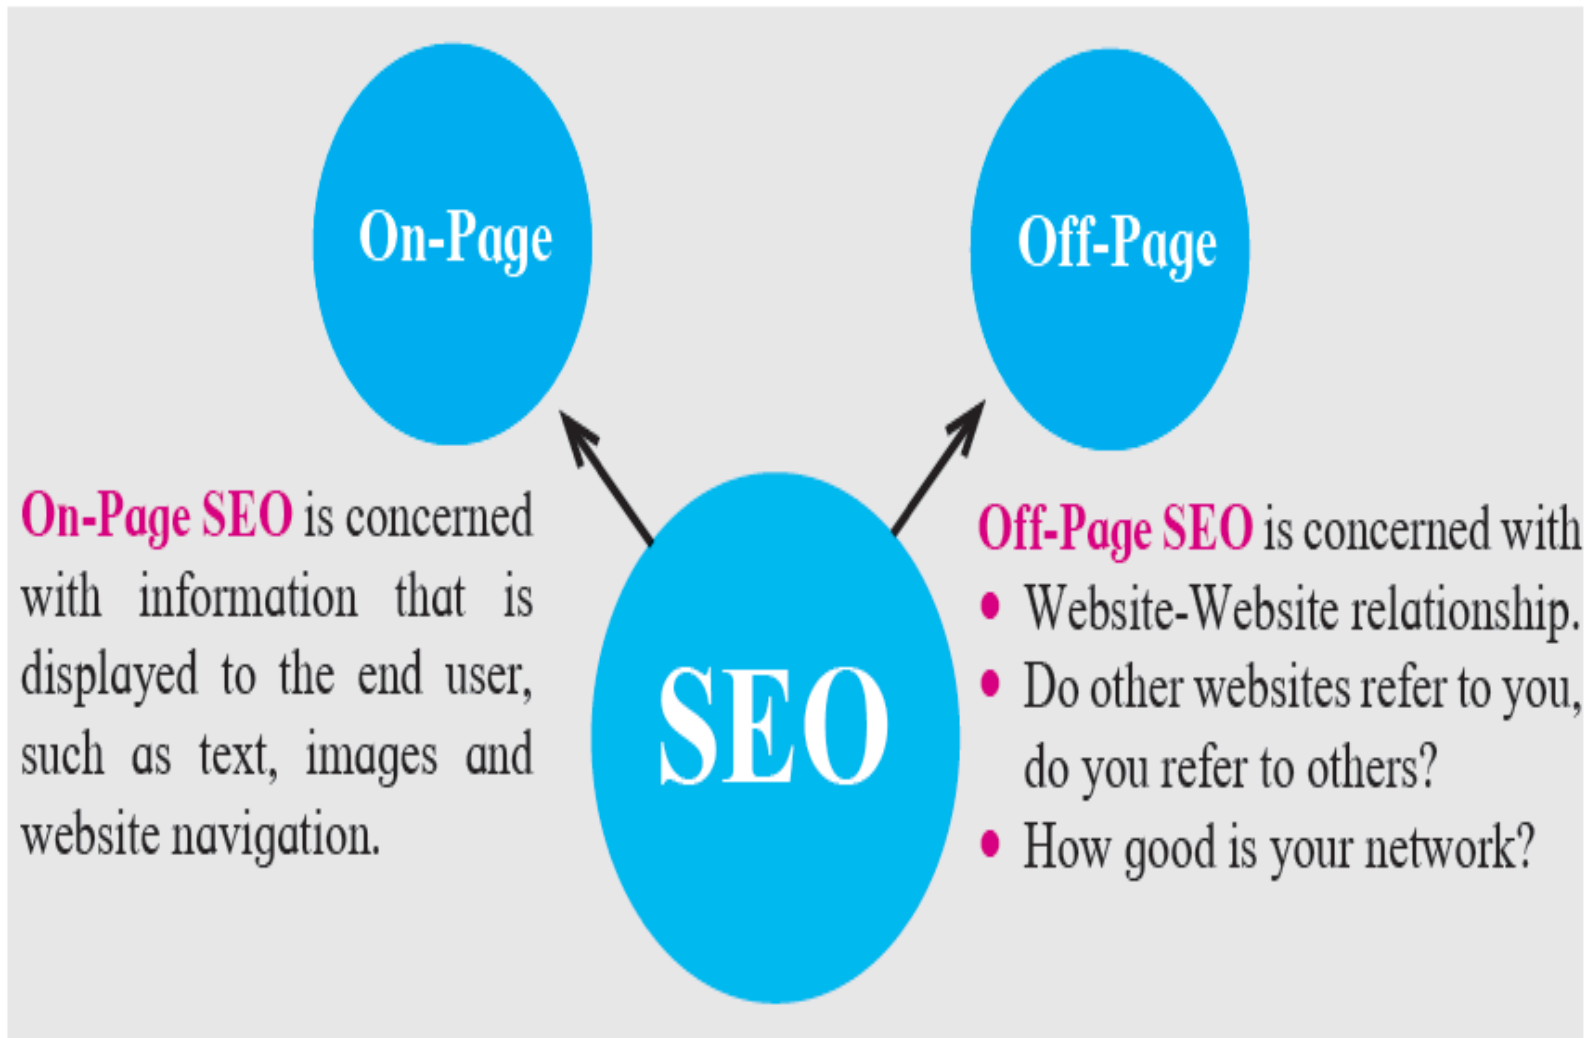 On-Page
Off-Page
On-Page SEO is concerned
with information that is
displayed to the end user,
such as text, images and
website navigation.
SEO
Off-Page SEO is concerned with
• Website-Website relationship.
• Do other websites refer to you,
do you refer to others?
• How good is your network?